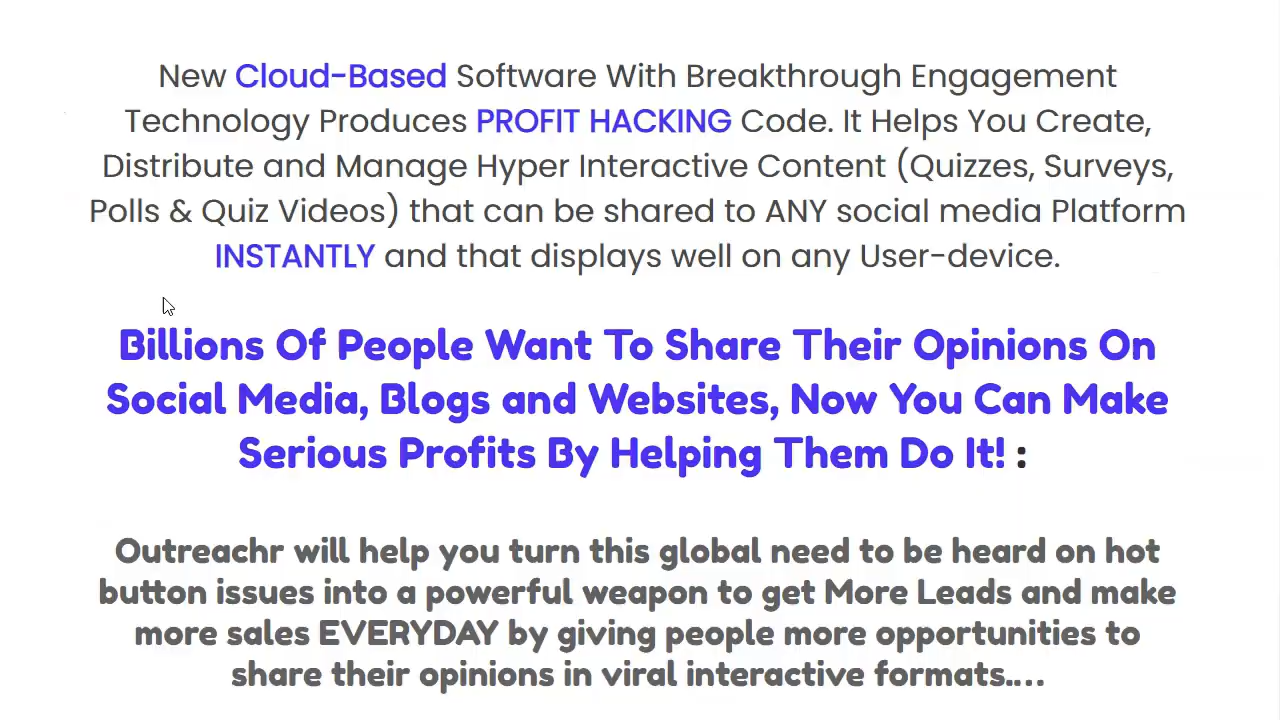 New Cloud-Based Software With Breakthrough Engagement
Technology Produces PROFIT HACKING Code. It Helps You Create,
Distribute and Manage Hyper Interactive Content (Quizzes, Surveys,
Polls & Quiz Videos) that can be shared to ANY social media Platform
INSTANTLY and that displays well on any User-device.
Billions Of People Want To Share Their Opinions On
Social Media, Blogs and Websites, Now You Can Make
Serious Profits By Helping Them Do It! :
Outreachr will help you turn this global need to be heard on hot
button issues into a powerful weapon to get More Leads and make
more sales EVERYDAY by giving people more opportunities to
share their opinions in viral interactive formats....